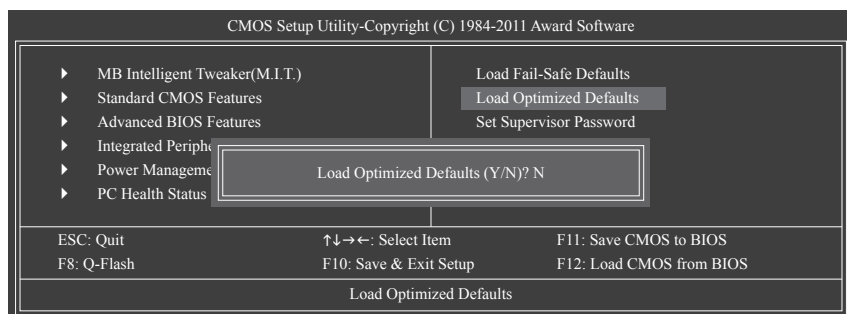 CMOS Setup Utility-Copyright (C) 1984-2011 Award Software
MB Intelligent Tweaker(M.I.T.)
Standard CMOS Features
Advanced BIOS Features
Integrated Periphe
Power Manageme
PC Health Status
Load Fail-Safe Defaults
Load Optimized Defaults
Set Supervisor Password
Load Optimized Defaults (Y/N)? N
ESC: Quit ↑↓→←: Select Item F11: Save CMOS to BIOS
F8: Q-Flash F10: Save & Exit Setup F12: Load CMOS from BIOS
Load Optimized Defaults